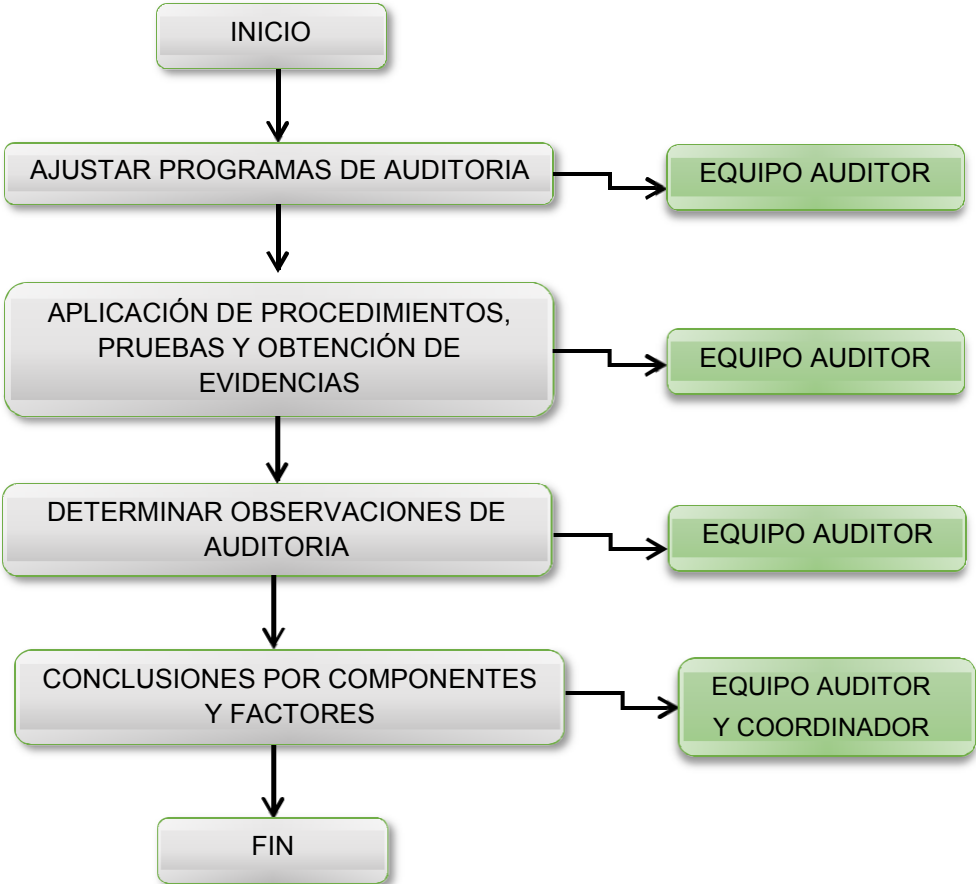 INICIO
AJUSTAR PROGRAMAS DE AUDITORIA
EQUIPO AUDITOR
APLICACIÓN DE PROCEDIMIENTOS,
PRUEBAS Y OBTENCIÓN DE
EVIDENCIAS
EQUIPO AUDITOR
DETERMINAR OBSERVACIONES DE
AUDITORIA
EQUIPO AUDITOR
CONCLUSIONES POR COMPONENTES
Y FACTORES
EQUIPO AUDITOR
Y COORDINADOR
FIN